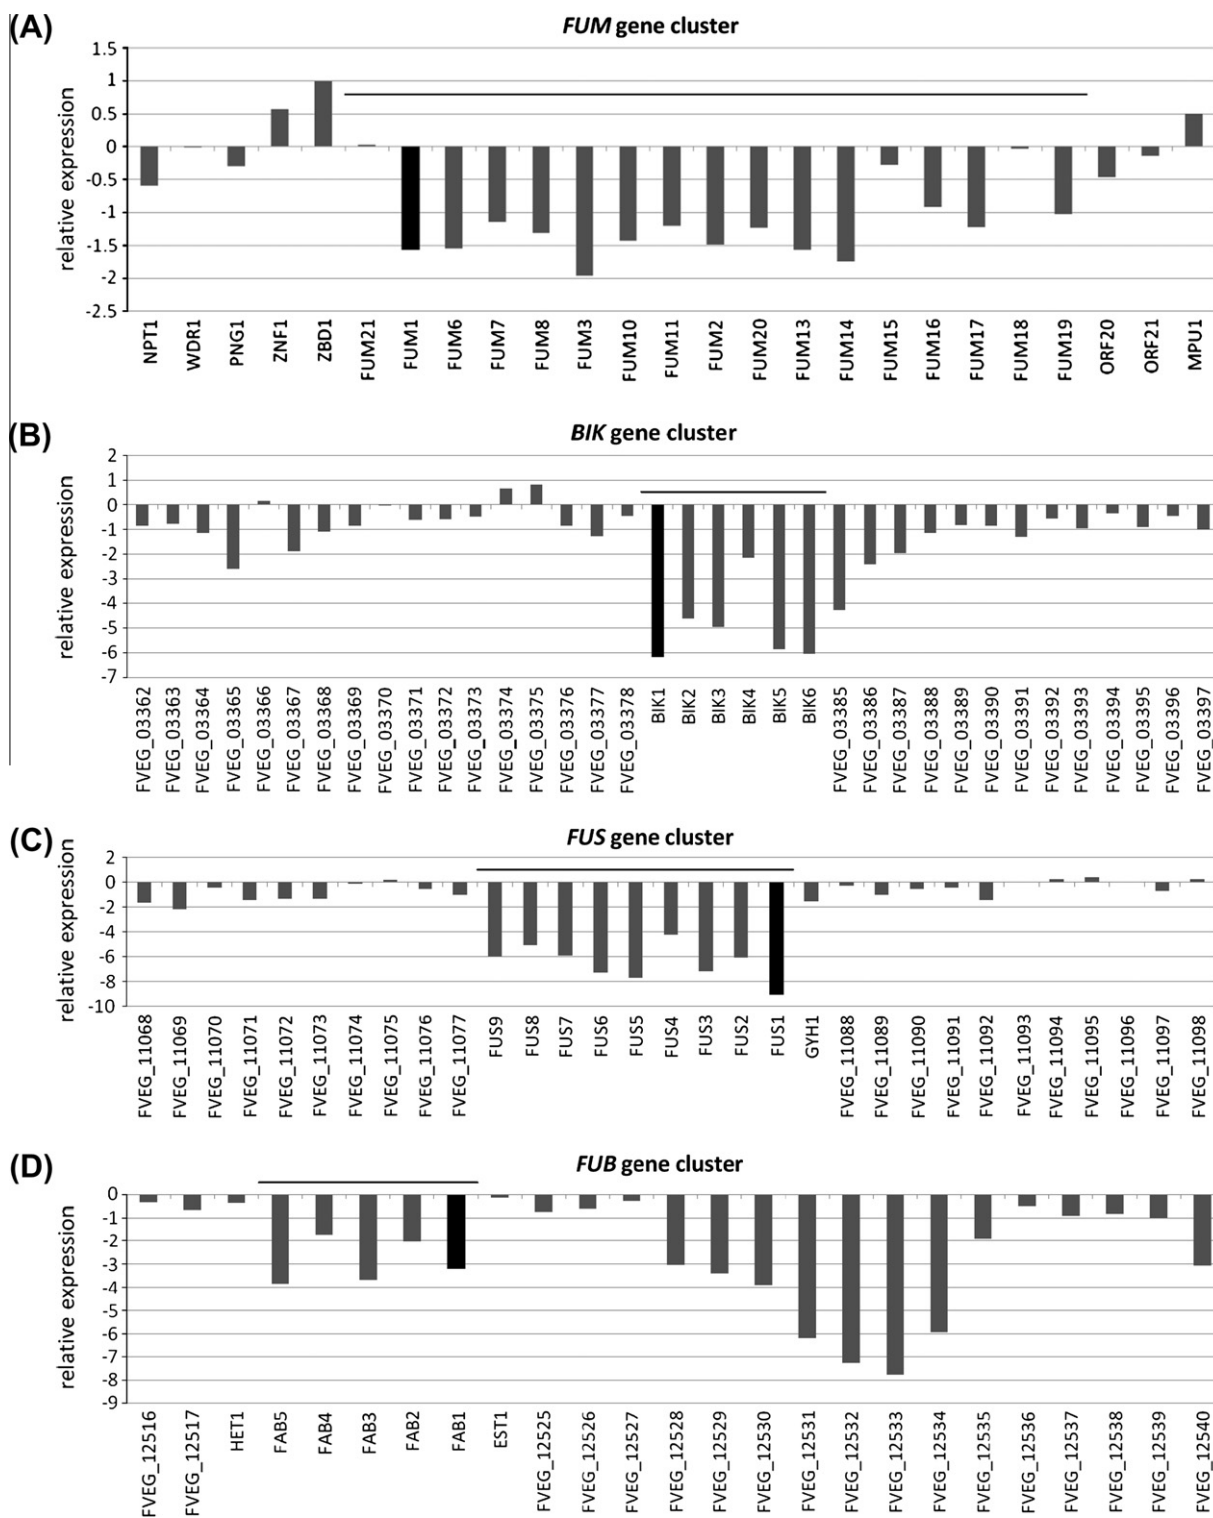 (A)
FUM gene cluster
relative expression
1.5
1
0.5
0
-0.5
-1
-1.5
-2
-2.5
NPT1
WDR1
PNG1
ZNF1
ZBD1
FUM21
FUM1
FUM6
FUM7
FUM8
FUM3
FUM10
FUM11
FUM2
FUM20
FUM13
FUM14
FUM15
FUM16
FUM17
FUM18
FUM19
ORF20
ORF21
MPU1
(B)
BIK gene cluster
relative expression
2
1
0
-1
-2
-3
-4
-5
-6
-7
FVEG_03362
FVEG_03363
FVEG_03364
FVEG_03365
FVEG_03366
FVEG_03367
FVEG_03368
FVEG_03369
FVEG_03370
FVEG_03371
FVEG_03372
FVEG_03373
FVEG_03374
FVEG_03375
FVEG_03376
FVEG_03377
FVEG_03378
BIK1
BIK2
BIK3
BIK4
BIK5
BIK6
FVEG_03385
FVEG_03386
FVEG_03387
FVEG_03388
FVEG_03389
FVEG_03390
FVEG_03391
FVEG_03392
FVEG_03393
FVEG_03394
FVEG_03395
FVEG_03396
FVEG_03397
(C)
FUS gene cluster
relative expression
2
0
-2
-4
-6
-8
-10
FVEG_11068
FVEG_11069
FVEG_11070
FVEG_11071
FVEG_11072
FVEG_11073
FVEG_11074
FVEG_11075
FVEG_11076
FVEG_11077
FUS9
FUS8
FUS7
FUS6
FUS5
FUS4
FUS3
FUS2
FUS1
GYH1
FVEG_11088
FVEG_11089
FVEG_11090
FVEG_11091
FVEG_11092
FVEG_11093
FVEG_11094
FVEG_11095
FVEG_11096
FVEG_11097
FVEG_11098
(D)
FUB gene cluster
relative expression
0
-1
-2
-3
-4
-5
-6
-7
-8
-9
FVEG_12516
FVEG_12517
HET1
FAB5
FAB4
FAB3
FAB2
FAB1
EST1
FVEG_12525
FVEG_12526
FVEG_12527
FVEG_12528
FVEG_12529
FVEG_12530
FVEG_12531
FVEG_12532
FVEG_12533
FVEG_12534
FVEG_12535
FVEG_12536
FVEG_12537
FVEG_12538
FVEG_12539
FVEG_12540